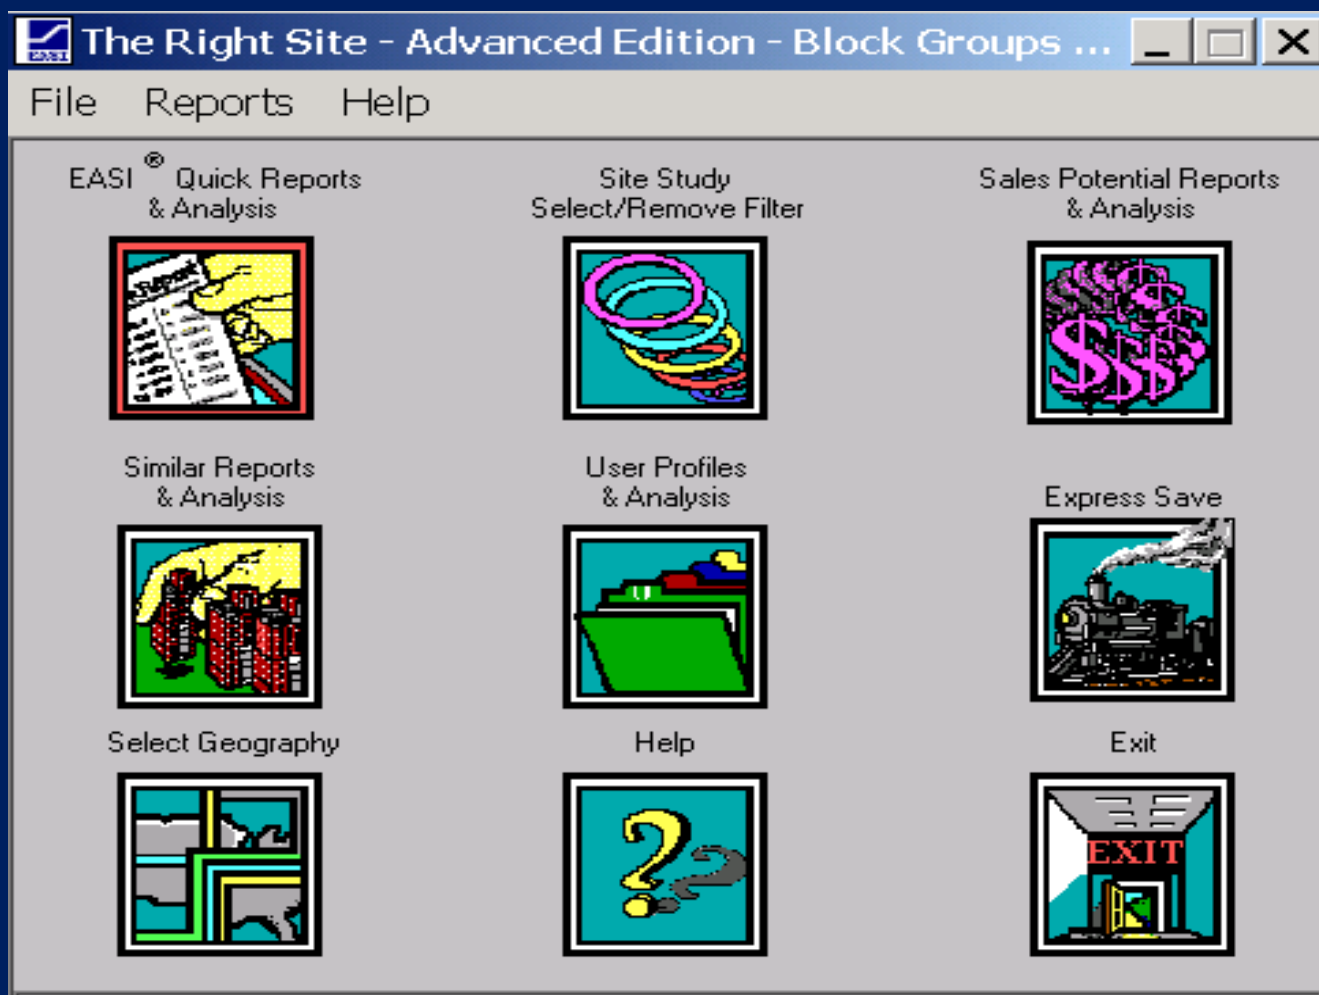 The Right Site - Advanced Edition - Block Groups ...
File Reports Help
EASI ® Quick Reports
& Analysis
Site Study
Select/Remove Filter
Sales Potential Reports
& Analysis
Report
Similar Reports
& Analysis
User Profiles
& Analysis
Express Save
Select Geography
Help
Exit
EXIT